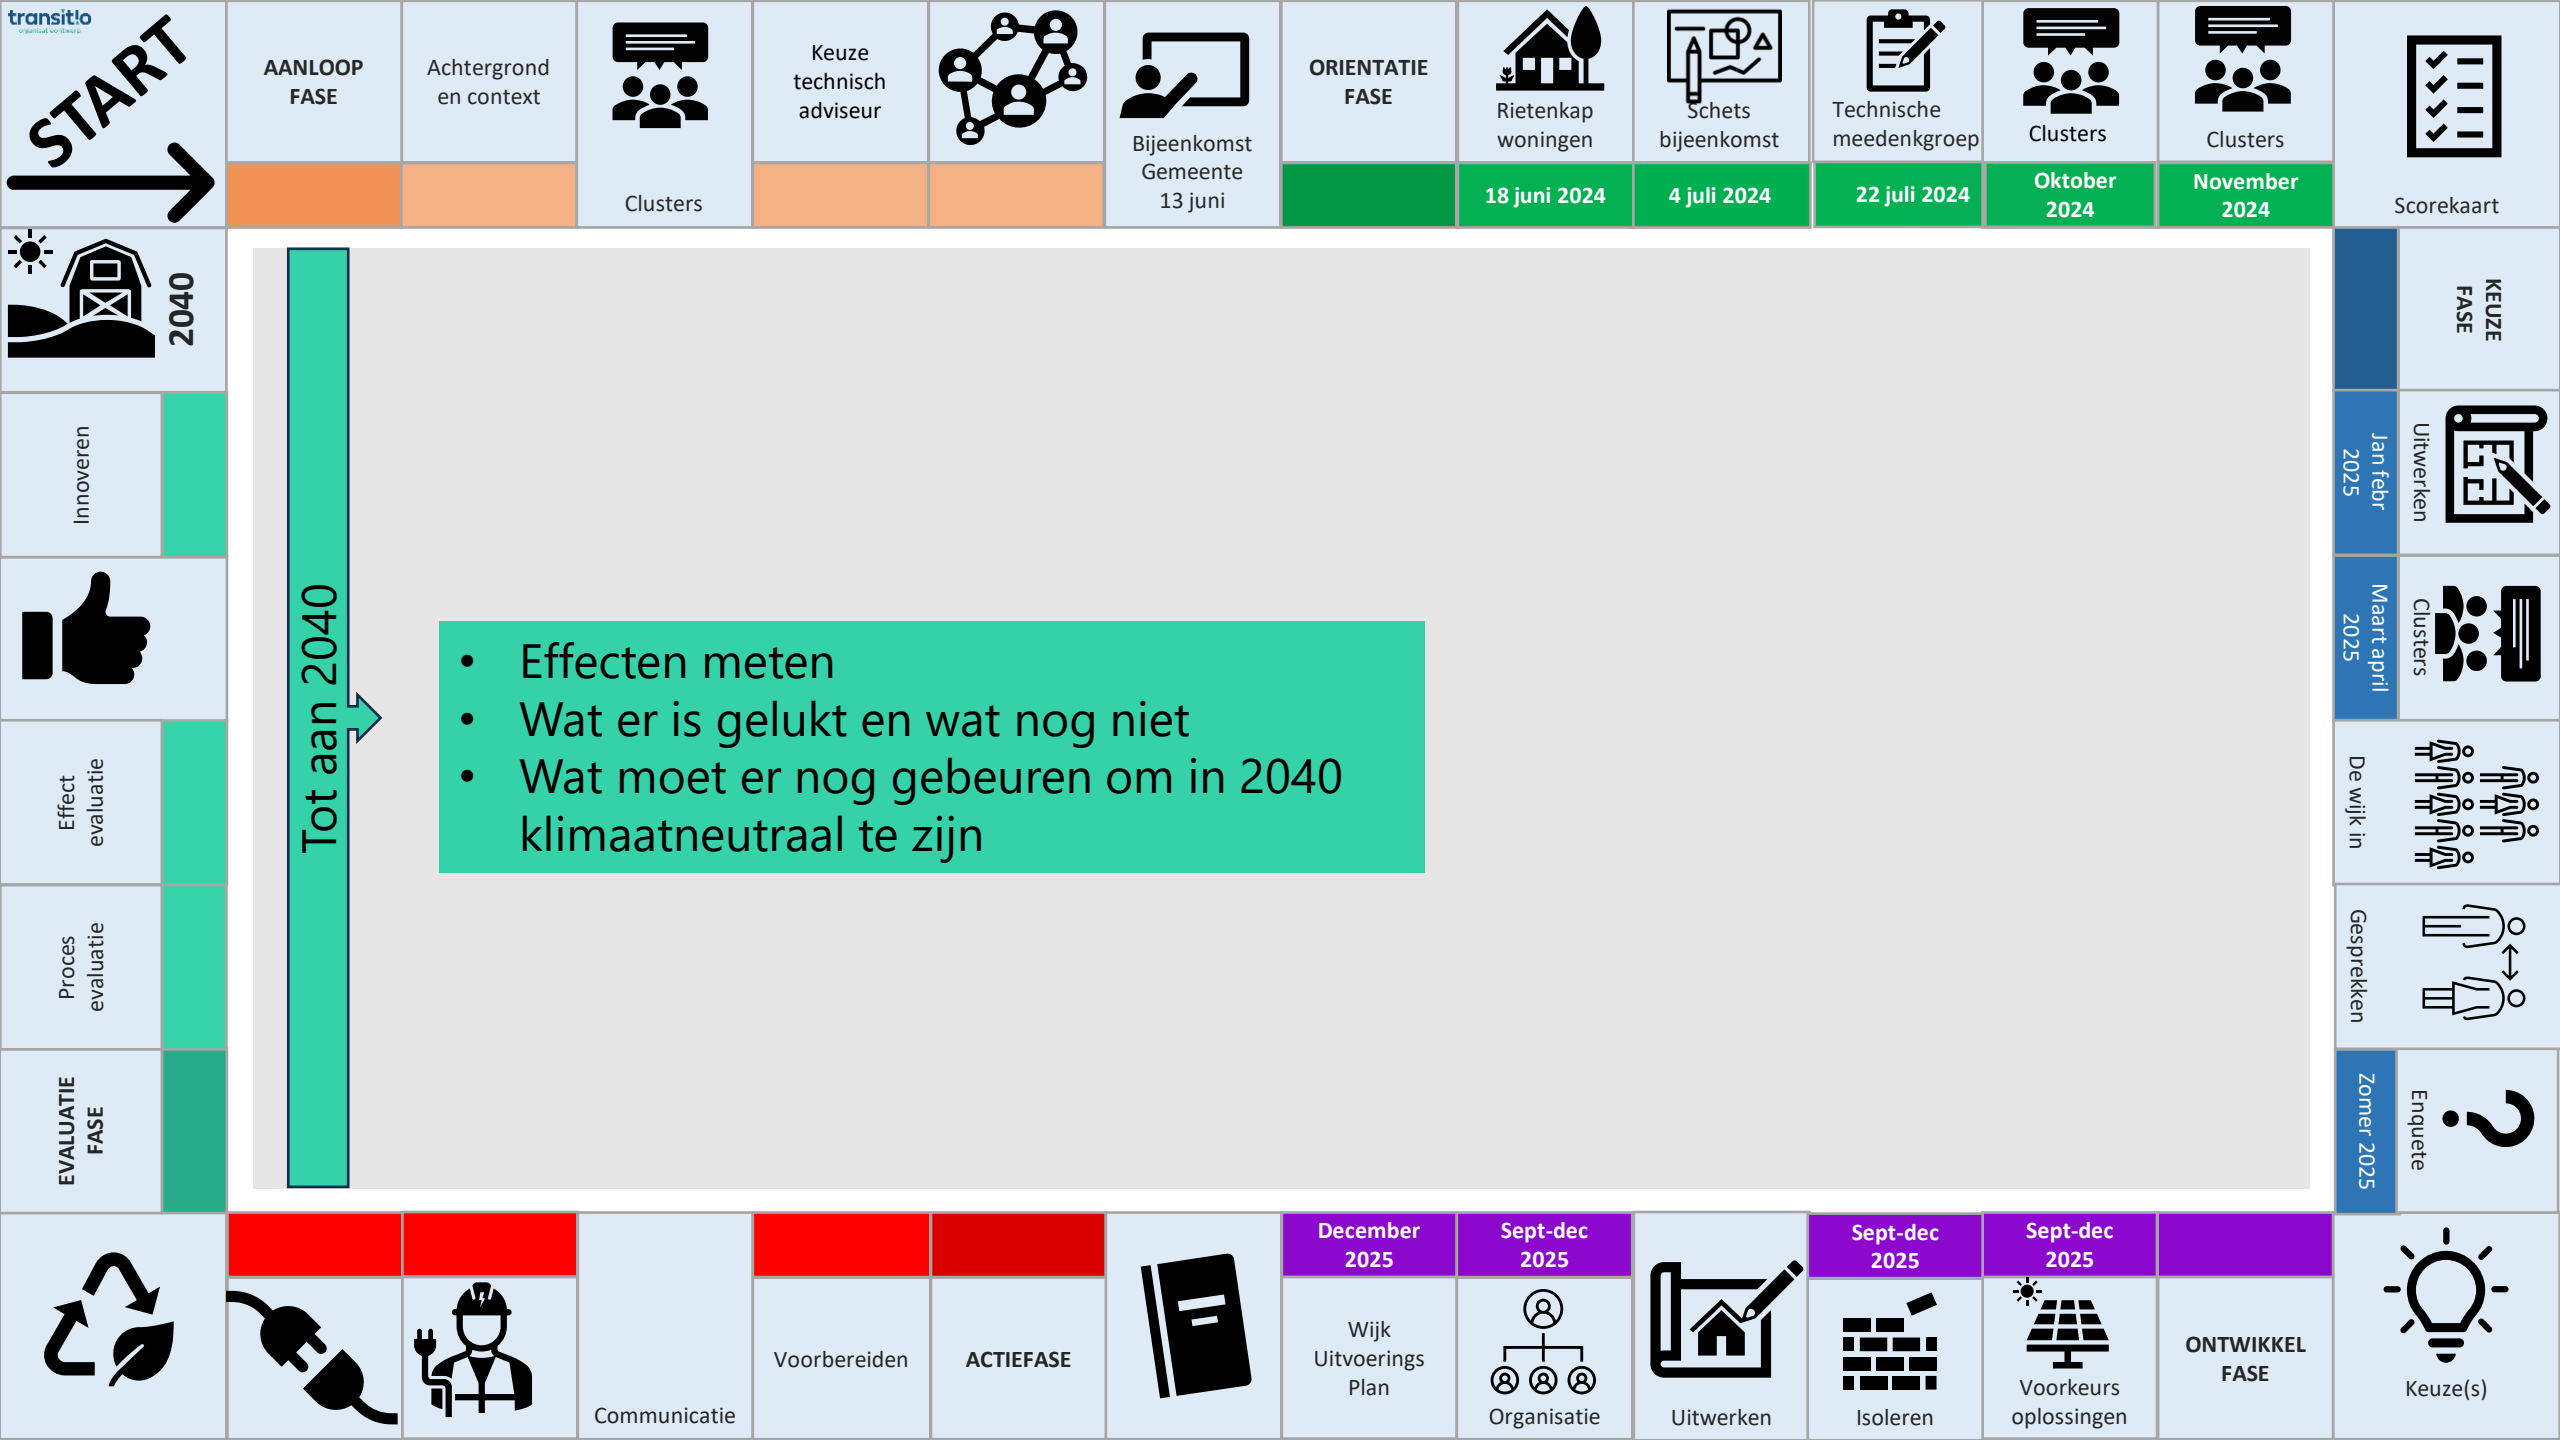 transit!o
organisatieontwerp
START
AANLOOP
FASE
Achtergrond
en context
Clusters
Keuze
technisch
adviseur
Bijeenkomst
Gemeente
13 juni
ORIENTATIE
FASE
Rietenkap
woningen
18 juni 2024
Schets
bijeenkomst
4 juli 2024
Technische
meedenkgroep
22 juli 2024
Clusters
Oktober
2024
Clusters
November
2024
Scorekaart
KEUZE
FASE
Uitwerken
Jan febr
2025
Clusters
Maart april
2025
De wijk in
Gesprekken
Enquete
Zomer 2025
Keuze(s)
ONTWIKKEL
FASE
Sept-dec
2025
Voorkeurs
oplossingen
Sept-dec
2025
Isoleren
Uitwerken
Sept-dec
2025
Organisatie
December
2025
Wijk
Uitvoerings
Plan
ACTIEFASE
Voorbereiden
Communicatie
EVALUATIE
FASE
Proces
evaluatie
Effect
evaluatie
Innoveren
2040
Tot aan 2040
• Effecten meten
• Wat er is gelukt en wat nog niet
• Wat moet er nog gebeuren om in 2040
klimaatneutraal te zijn